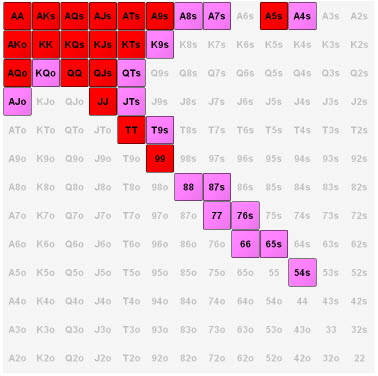 AA AKs AQs AJs ATs A9s A8s A7s A6s A5s A4s A3s A2s
AKo KK KQs KJs KTs K9s K8s K7s K6s K5s K4s K3s K2s
AQo KQo QQ QJs QTs Q9s Q8s Q7s Q6s Q5s Q4s Q3s Q2s
AJo KJo QJo JJ JTs J9s J8s J7s J6s J5s J4s J3s J2s
ATo KTo QTo JTo TT T9s T8s T7s T6s T5s T4s T3s T2s
A9o K9o Q9o J9o T9o 99 98s 97s 96s 95s 94s 93s 92s
A8o K8o Q8o J8o T8o 98o 88 87s 86s 85s 84s 83s 82s
A7o K7o Q7o J7o T7o 97o 87o 77 76s 75s 74s 73s 72s
A6o K6o Q6o J6o T6o 96o 86o 76o 66 65s 64s 63s 62s
A5o K5o Q5o J5o T5o 95o 85o 75o 65o 55 54s 53s 52s
A4o K4o Q4o J4o T4o 94o 84o 74o 64o 54o 44 43s 42s
A3o K3o Q3o J3o T3o 93o 83o 73o 63o 53o 43o 33 32s
A2o K2o Q2o J2o T2o 92o 82o 72o 62o 52o 42o 32o 22